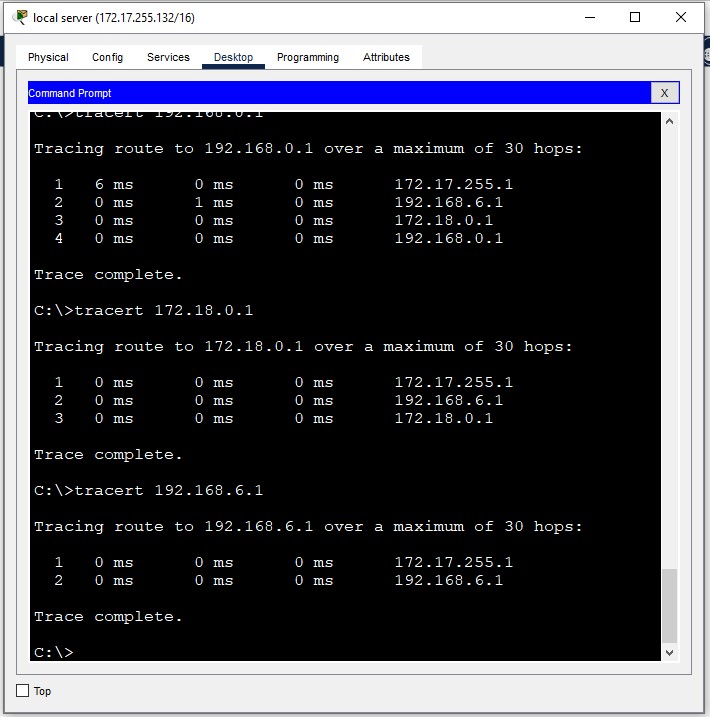 local server (172.17.255.132/16)
Physical Config Services Desktop Programming Attributes
Command Prompt X
C:\>tracert 192.168.0.1
Tracing route to 192.168.0.1 over a maximum of 30 hops:
1 6 ms 0 ms 0 ms 172.17.255.1
2 0 ms 1 ms 0 ms 192.168.6.1
3 0 ms 0 ms 0 ms 172.18.0.1
4 0 ms 0 ms 0 ms 192.168.0.1
Trace complete.
C:\>tracert 172.18.0.1
Tracing route to 172.18.0.1 over a maximum of 30 hops:
1 0 ms 0 ms 0 ms 172.17.255.1
2 0 ms 0 ms 0 ms 192.168.6.1
3 0 ms 0 ms 0 ms 172.18.0.1
Trace complete.
C:\>tracert 192.168.6.1
Tracing route to 192.168.6.1 over a maximum of 30 hops:
1 0 ms 0 ms 0 ms 172.17.255.1
2 0 ms 0 ms 0 ms 192.168.6.1
Trace complete.
C:\>
Top